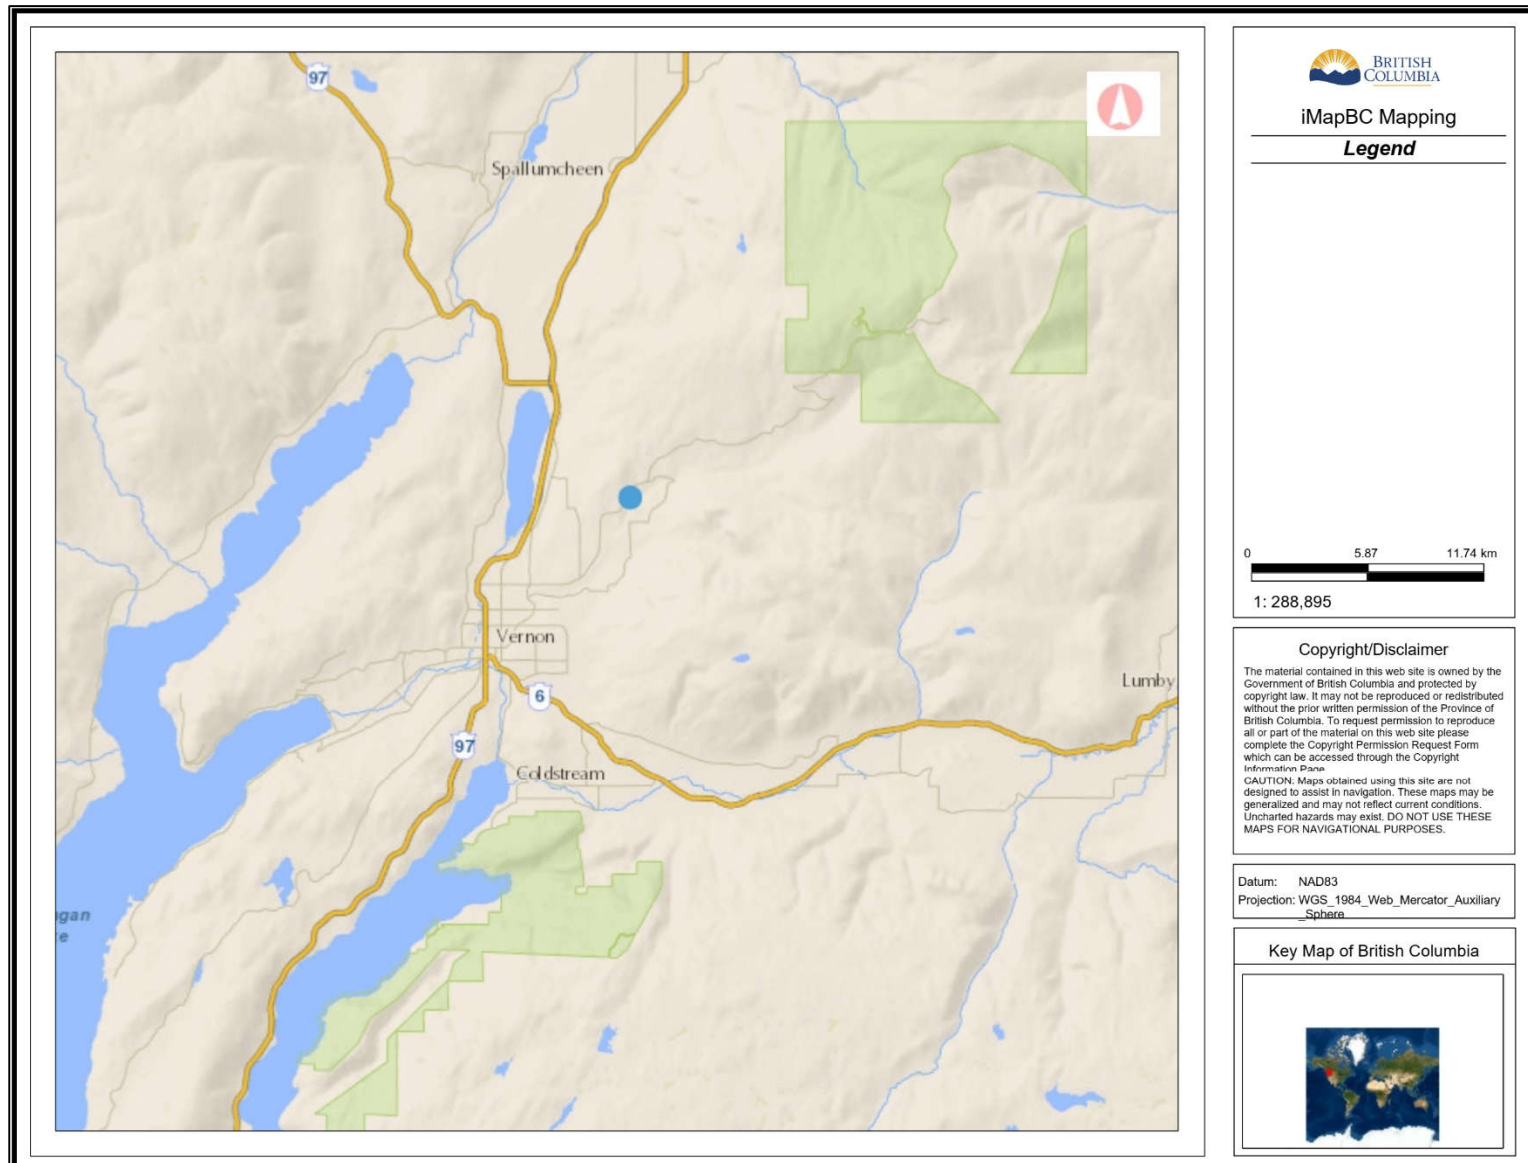 97
Spallumcheen
Vernon
6
Lumby
97
Coldstream
gan
e
BRITISH
COLUMBIA
iMapBC Mapping
Legend
0 5.87 11.74 km
1: 288,895
Copyright/Disclaimer
The material contained in this web site is owned by the
Government of British Columbia and protected by
copyright law. It may not be reproduced or redistributed
without the prior written permission of the Province of
British Columbia. To request permission to reproduce
all or part of the material on this web site please
complete the Copyright Permission Request Form
which can be accessed through the Copyright
Information Page
CAUTION: Maps obtained using this site are not
designed to assist in navigation. These maps may be
generalized and may not reflect current conditions.
Uncharted hazards may exist. DO NOT USE THESE
MAPS FOR NAVIGATIONAL PURPOSES.
Datum: NAD83
Projection: WGS_1984_Web_Mercator_Auxiliary
_Sphere
Key Map of British Columbia